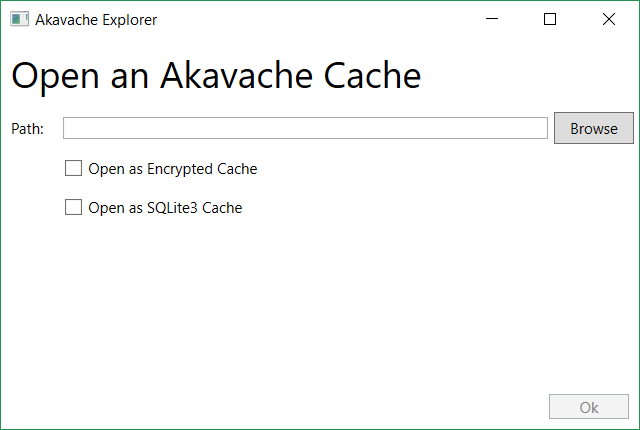 Akavache Explorer
Open an Akavache Cache
Path: Browse
Open as Encrypted Cache
Open as SQLite3 Cache
Ok